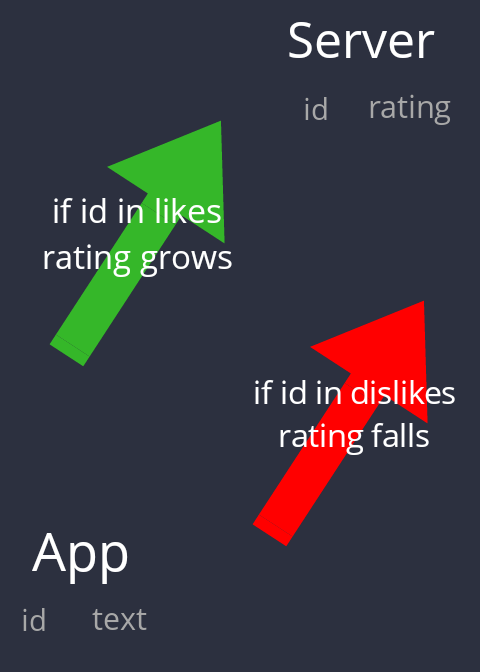 Server
id rating
if id in likes
rating grows
if id in dislikes
rating falls
App
id text